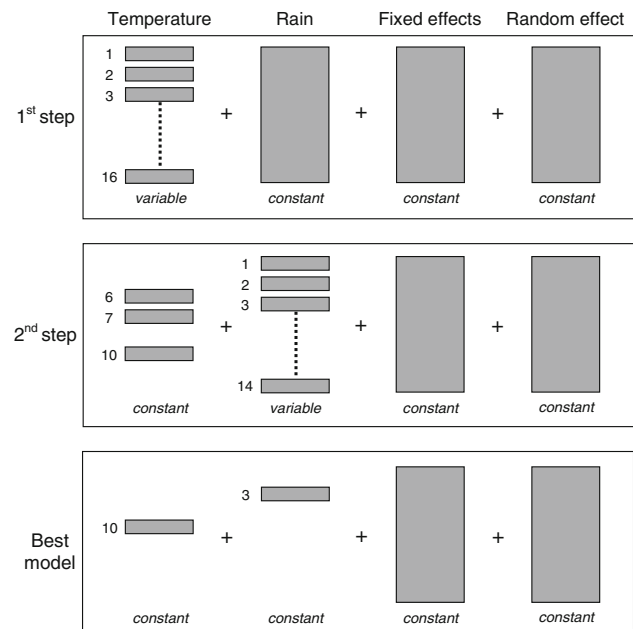 Temperature Rain Fixed effects Random effect
1st step
1
2
3
16
+ + +
variable constant constant constant
2nd step
6
7
10
+
1
2
3
14
+ +
constant variable constant constant
Best
model
10
+
3
+ +
constant constant constant constant